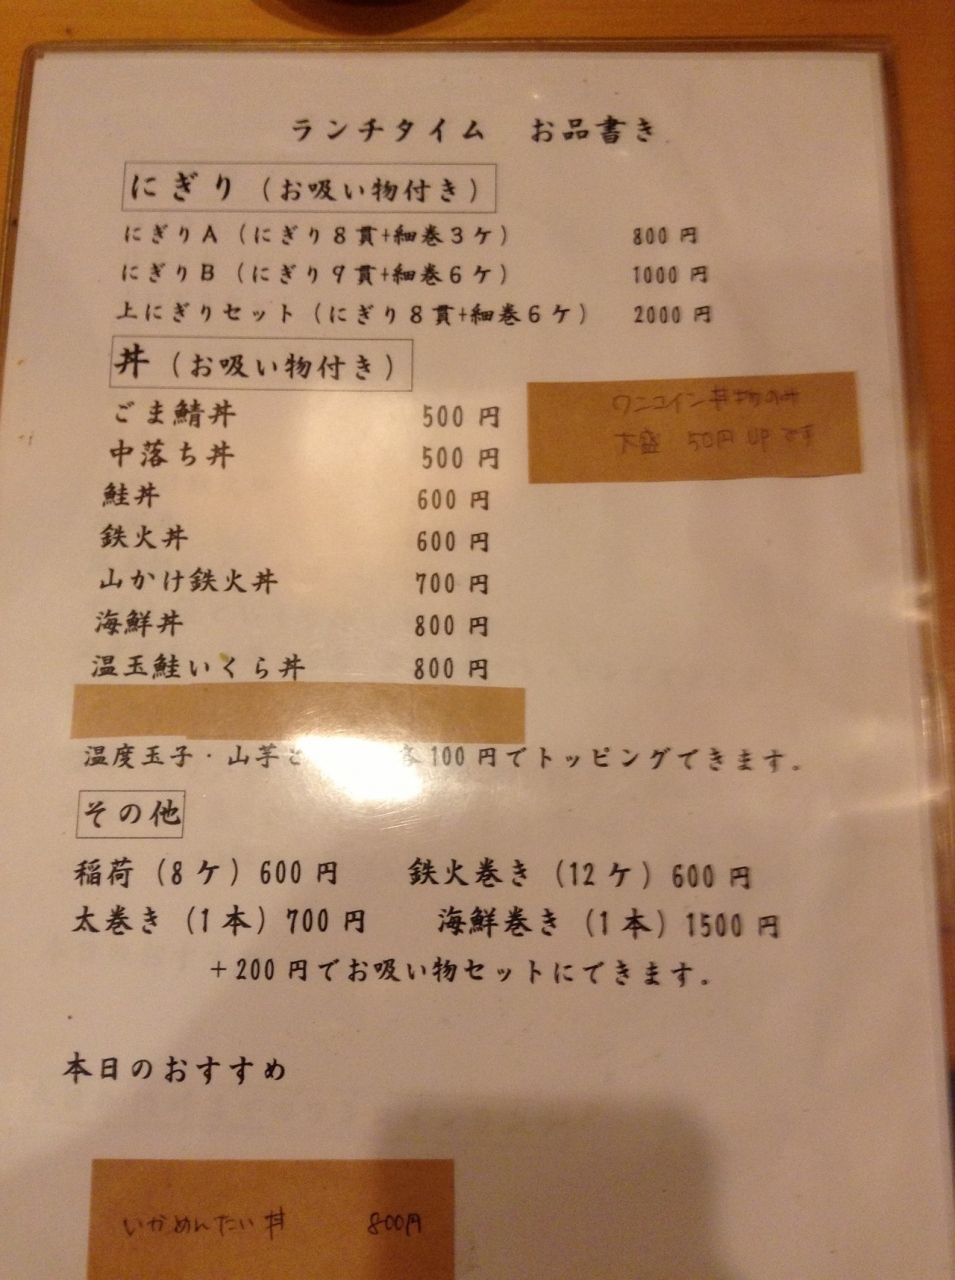 ランチタイム お品書き
にぎり（お吸い物付き）
にぎりA（にぎり8貫+細巻3ケ） 800円
にぎりB（にぎり9貫+細巻6ケ） 1000円
上にぎりセット（にぎり8貫+細巻6ケ） 2000円
丼（お吸い物付き）
ごま鯖丼 500円
中落ち丼 500円
鮭丼 600円
鉄火丼 600円
山かけ鉄火丼 700円
海鮮丼 800円
温玉鮭いくら丼 800円
ワンコイン丼物のみ
大盛 50円UPです
温度玉子・山芋 100円でトッピングできます。
その他
稲荷（8ケ）600円 鉄火巻き（12ケ）600円
太巻き（1本）700円 海鮮巻き（1本）1500円
+200円でお吸い物セットにできます。
本日のおすすめ
いかめんたい丼 800円